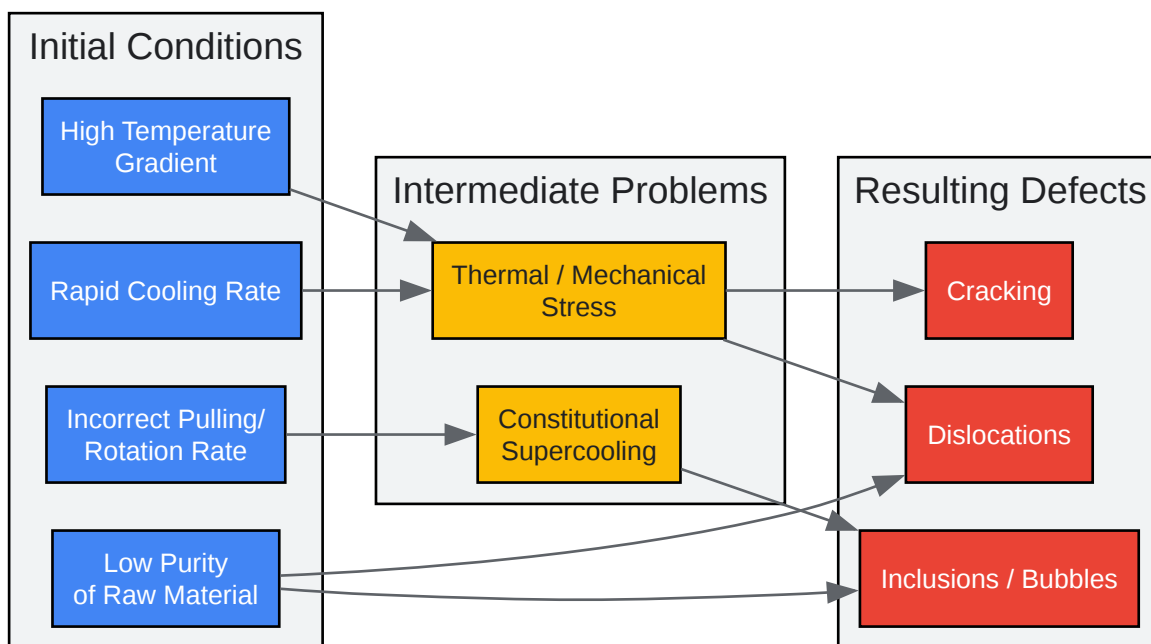 Initial Conditions
High Temperature
Gradient
Rapid Cooling Rate
Incorrect Pulling/
Rotation Rate
Low Purity
of Raw Material
Intermediate Problems
Thermal / Mechanical
Stress
Constitutional
Supercooling
Resulting Defects
Cracking
Dislocations
Inclusions / Bubbles